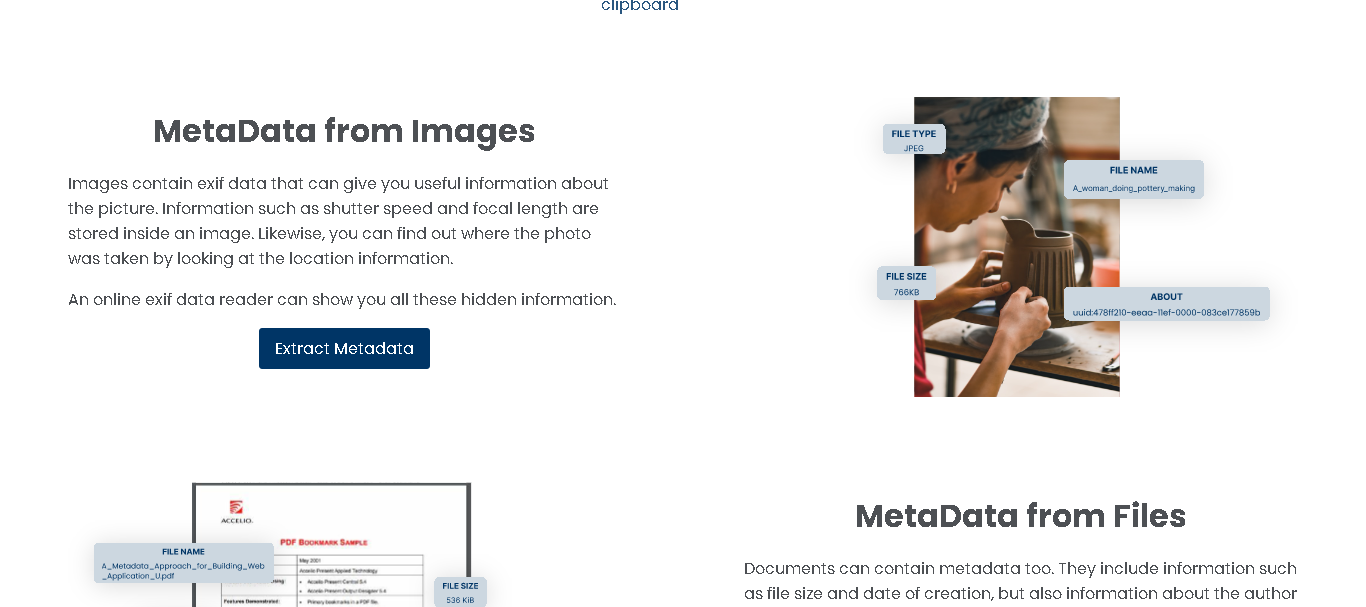 clipboard
MetaData from Images
Images contain exif data that can give you useful information about
the picture. Information such as shutter speed and focal length are
stored inside an image. Likewise, you can find out where the photo
was taken by looking at the location information.
An online exif data reader can show you all these hidden information.
Extract Metadata
FILE TYPE
JPEG
FILE NAME
A_woman_doing_pottery_making
FILE SIZE
766KB
ABOUT
uuid:478ff210-eeaa-11ef-0000-083ce177859b
ACCELIO.
PDF BOOKMARK SAMPLE
FILE NAME
A_Metadata_Approach_for_Building_Web
_Application_U.pdf
May 2001
Accelio Present Applied Technology
Accelio Present Central 5.4
Accelio Present Output Designer 5.4
Features Demonstrated:
Primary bookmarks in a PDF file.
FILE SIZE
536 KiB
MetaData from Files
Documents can contain metadata too. They include information such
as file size and date of creation, but also information about the author